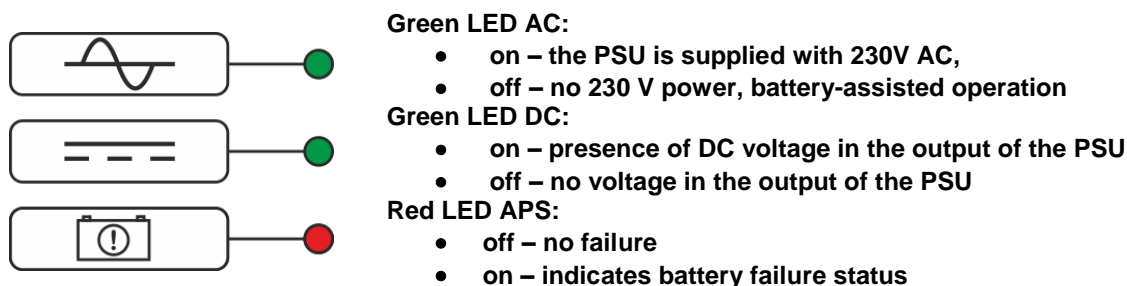 Green LED AC:
• on – the PSU is supplied with 230V AC,
• off – no 230 V power, battery-assisted operation
Green LED DC:
• on – presence of DC voltage in the output of the PSU
• off – no voltage in the output of the PSU
Red LED APS:
• off – no failure
• on – indicates battery failure status